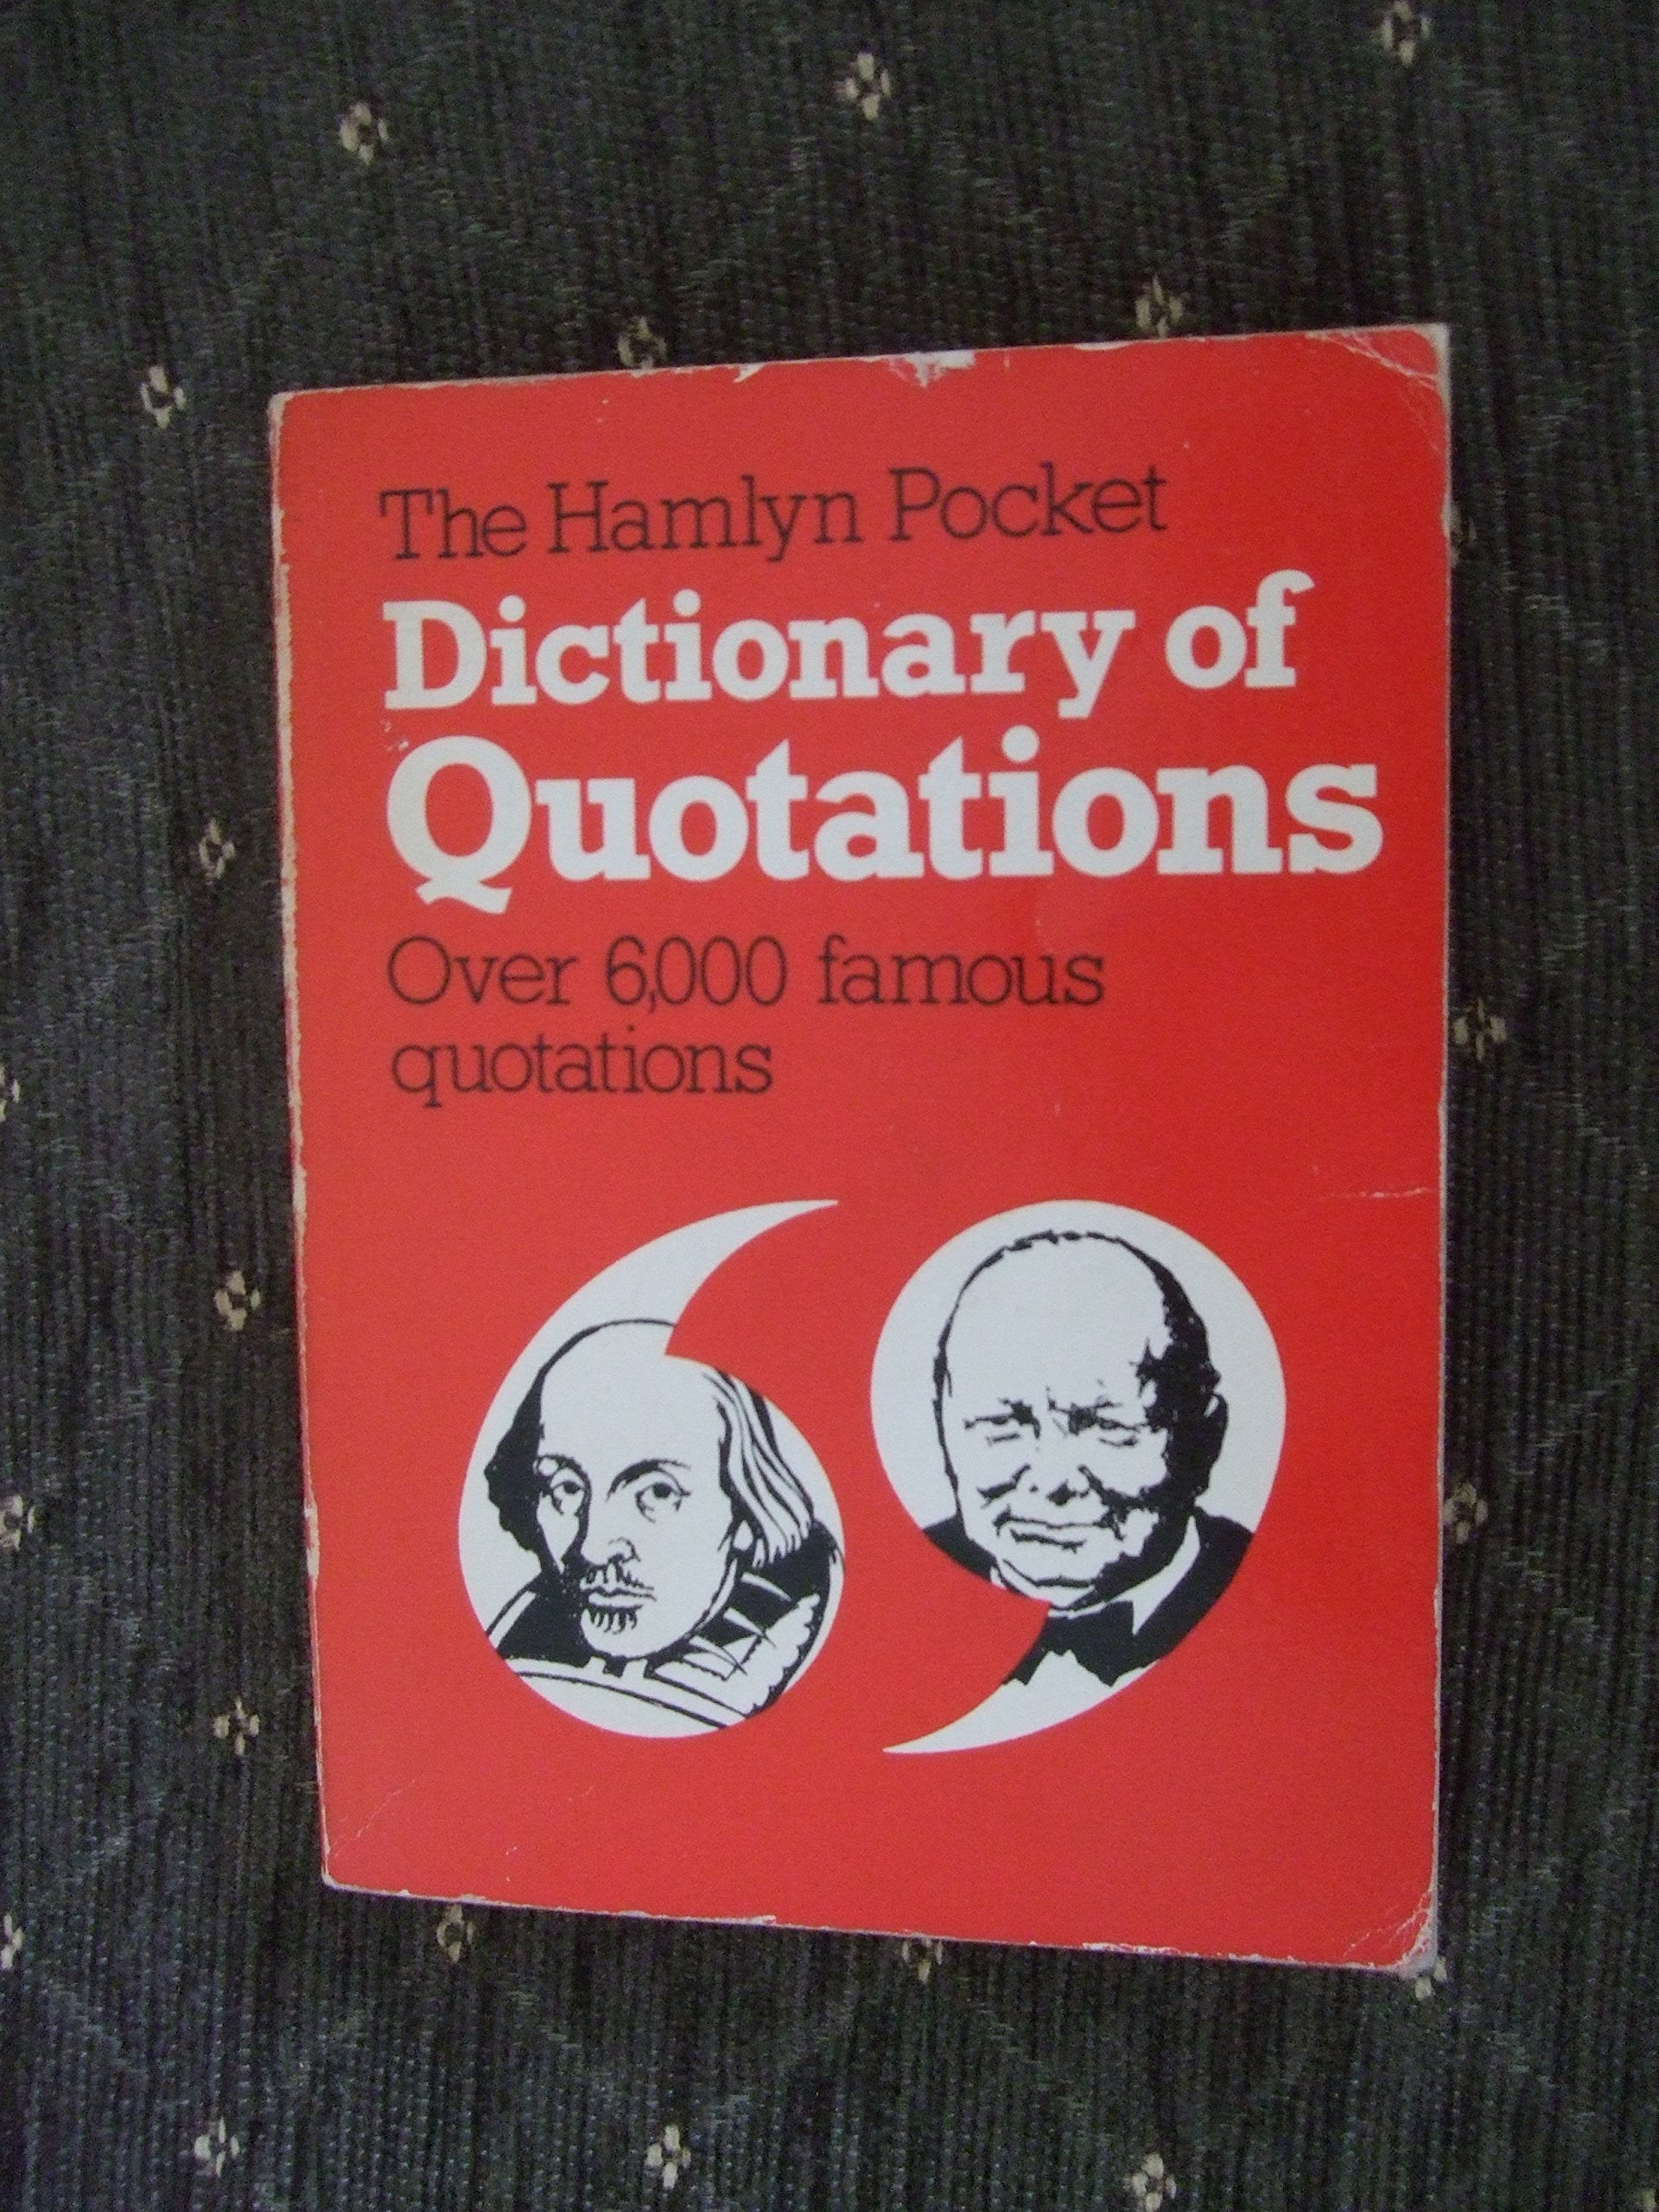 The Hamlyn Pocket
Dictionary of
Quotations
Over 6,000 famous
quotations